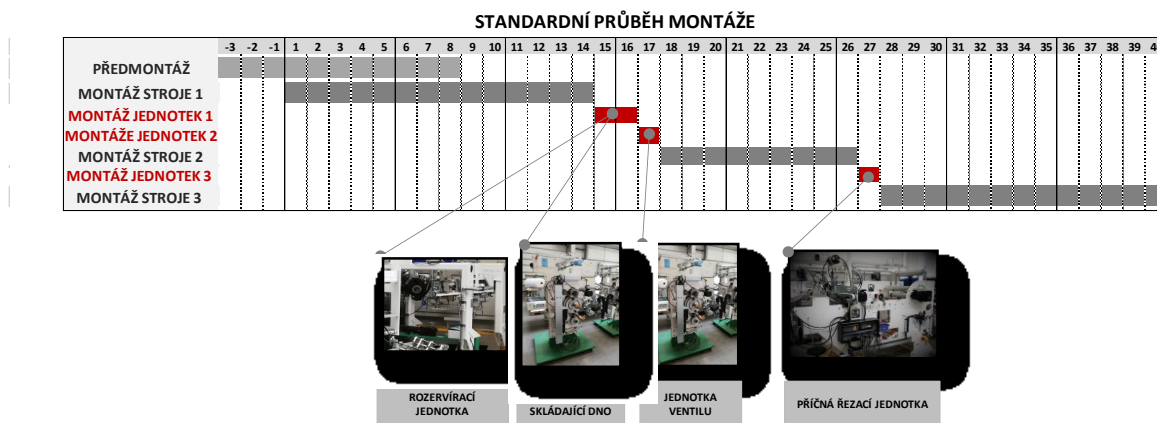 STANDARDNÍ PRŮBĚH MONTÁŽE
-3 -2 -1 1 2 3 4 5 6 7 8 9 10 11 12 13 14 15 16 17 18 19 20 21 22 23 24 25 26 27 28 29 30 31 32 33 34 35 36 37 38 39 40
PŘEDMONTÁŽ
MONTÁŽ STROJE 1
MONTÁŽ JEDNOTEK 1
MONTÁŽE JEDNOTEK 2
MONTÁŽ STROJE 2
MONTÁŽ JEDNOTEK 3
MONTÁŽ STROJE 3
ROZERVÍRACÍ
JEDNOTKA
SKLÁDAJÍCÍ DNO
JEDNOTKA
VENTILU
PŘÍČNÁ ŘEZACÍ JEDNOTKA